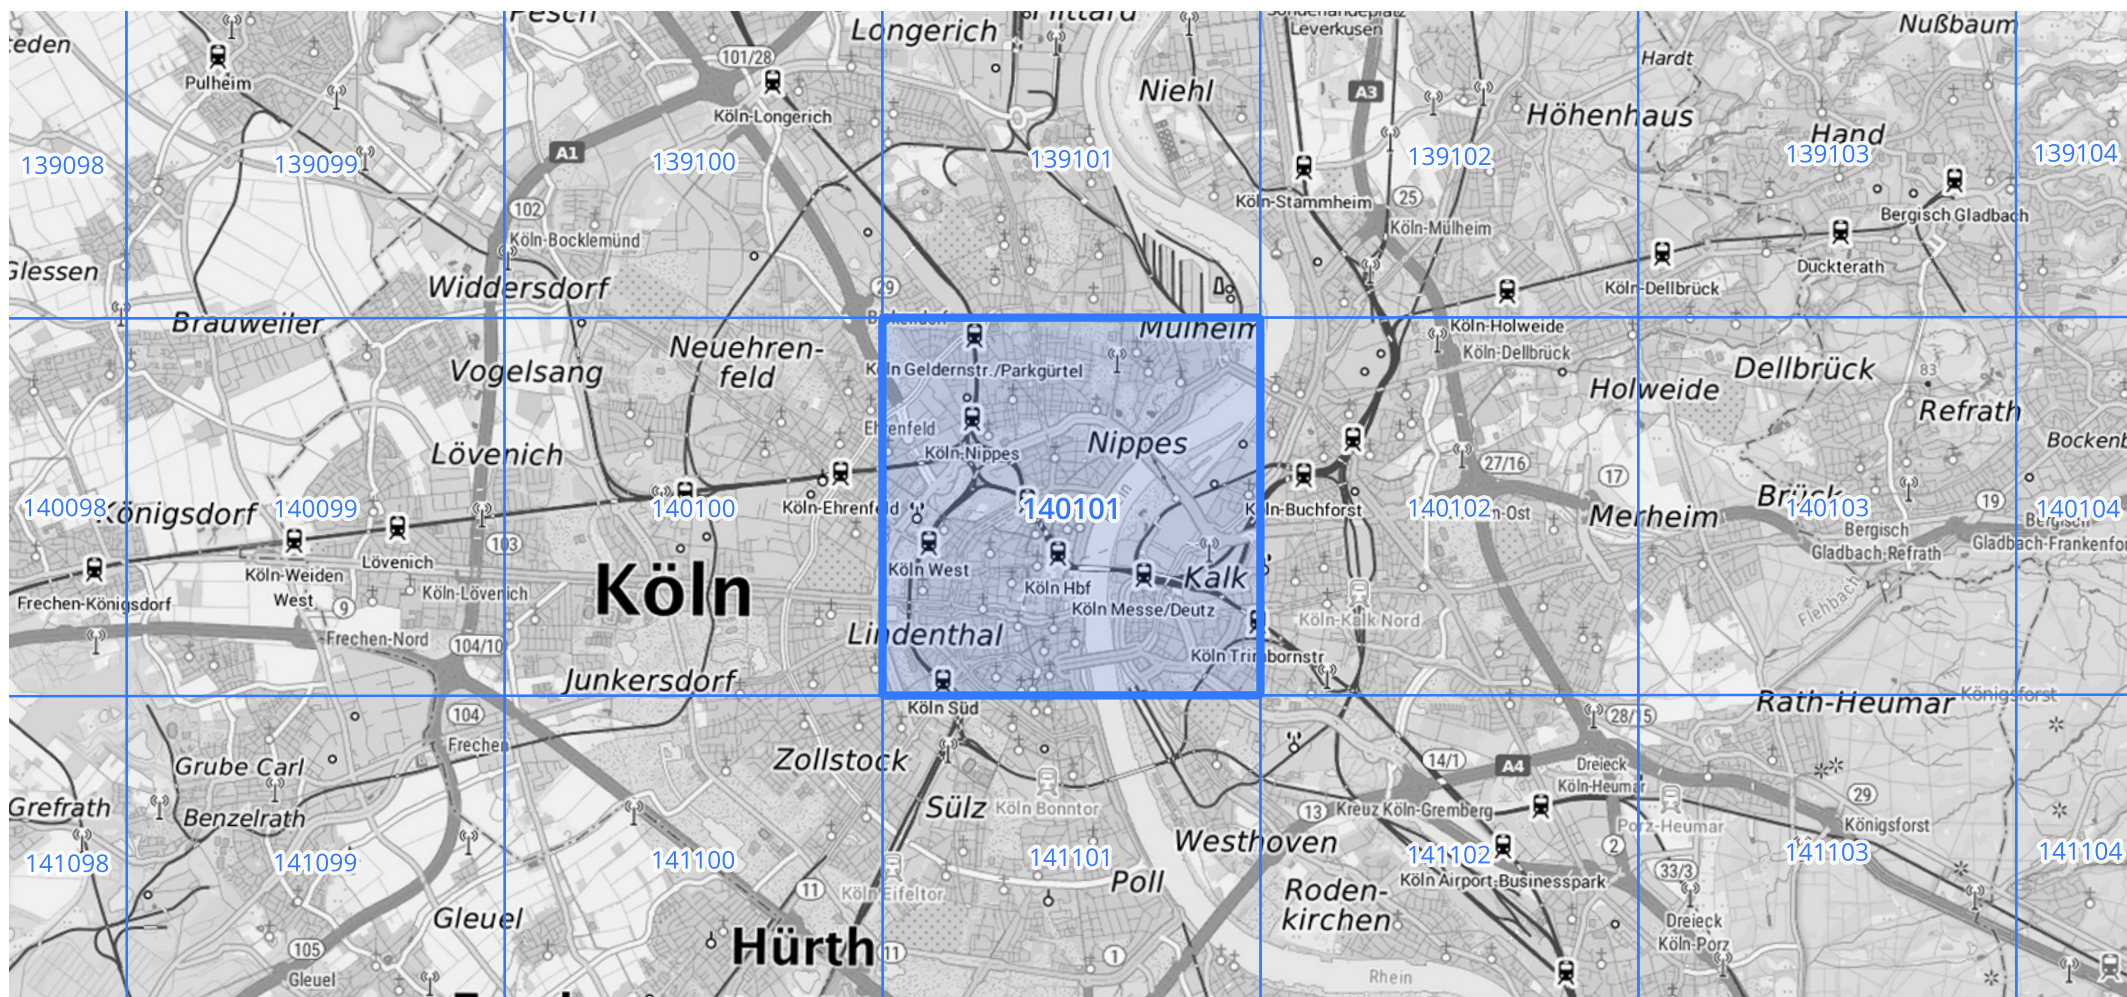 Pesch
Longerich
Flittard
Leverkusen
Nußbaum
Pulheim
101/28
Köln-Longerich
Niehl
A3
Hardt
Höhenhaus
Hand
A1
139098
139099
139100
139101
139102
139103
139104
102
Köln-Bocklemünd
Köln-Stammheim
25
Köln-Mülheim
Bergisch Gladbach
Glessen
Widdersdorf
29
Duckterath
Köln-Dellbrück
Brauweiler
Mülheim
Köln-Holweide
Köln-Dellbrück
Neuehren-
feld
Vogelsang
Köln Geldernstr./Parkgürtel
Dellbrück
83
Holweide
Refrath
Ehrenfeld
Nippes
Köln-Nippes
Lövenich
27/16
17
Köln-Ehrenfeld
Köln-Buchforst
Brück
19
140098
140099
140100
140101
140102
140103
140104
Königsdorf
Merheim
103
Lövenich
Köln West
Bergisch
Gladbach-Refrath
Bergisch
Köln-Weiden
West
Köln
Köln Hbf
Kalk
Frechen-Königsdorf
9
Köln-Lövenich
Köln Messe/Deutz
Köln-Kalk Nord
Flehbach
Frechen-Nord
104/10
Lindenthal
Köln Trimbornstr
Junkersdorf
Köln Süd
Rath-Heumar
Königsforst
104
Frechen
28/15
Zollstock
14/1
A4
Dreieck
Köln-Heumar
Grube Carl
Grefrath
Benzelrath
Sülz
Köln Bonntor
13
Kreuz Köln-Gremberg
Porz-Heumar
29
Königsforst
Westhoven
2
141098
141099
141100
141101
141102
141103
141104
Köln Eifeltor
11
Poll
Köln Airport-Businesspark
33/3
Roden-
kirchen
Gleuel
Dreieck
Köln-Porz
105
Gleuel
Hürth
11
1
Rhein